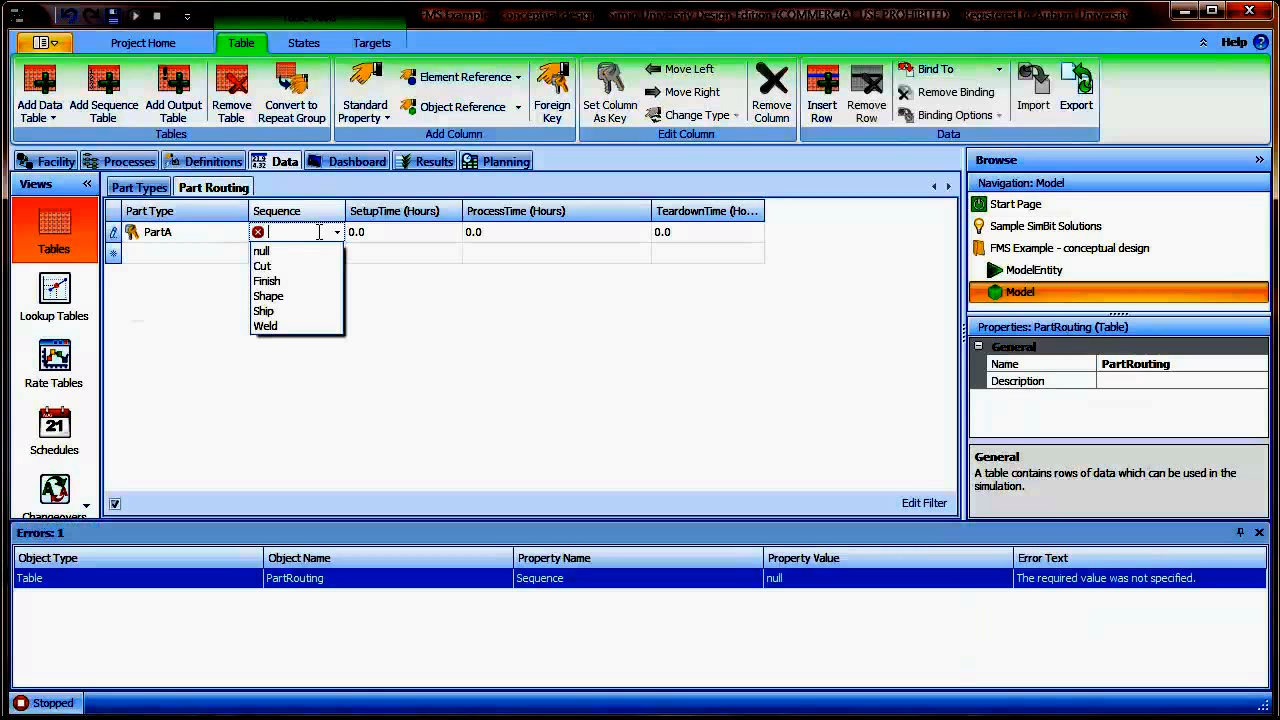 FMS Example - conceptual design - Simio University Design Edition (COMMERCIAL USE PROHIBITED) - Registered to Auburn University
Project Home Table States Targets Help
Add Data Table Add Sequence Table Add Output Table Remove Table Convert to Repeat Group
Standard Property Element Reference Object Reference Foreign Key
Set Column As Key Move Left Move Right Change Type Remove Column
Insert Row Remove Row Bind To Remove Binding Binding Options Import Export
Tables Add Column Edit Column Data
Facility Processes Definitions Data Dashboard Results Planning
Views «
Tables
Lookup Tables
Rate Tables
21
Schedules
Changeovers
Part Types Part Routing
Part Type Sequence SetupTime (Hours) ProcessTime (Hours) TeardownTime (Ho...
PartA 0.0 0.0 0.0
null
Cut
Finish
Shape
Ship
Weld
Edit Filter
Browse »
Navigation: Model
Start Page
Sample SimBit Solutions
FMS Example - conceptual design
ModelEntity
Model
Properties: PartRouting (Table)
General
Name PartRouting
Description
General
A table contains rows of data which can be used in the
simulation.
Errors: 1
Object Type Object Name Property Name Property Value Error Text
Table PartRouting Sequence null The required value was not specified.
Stopped